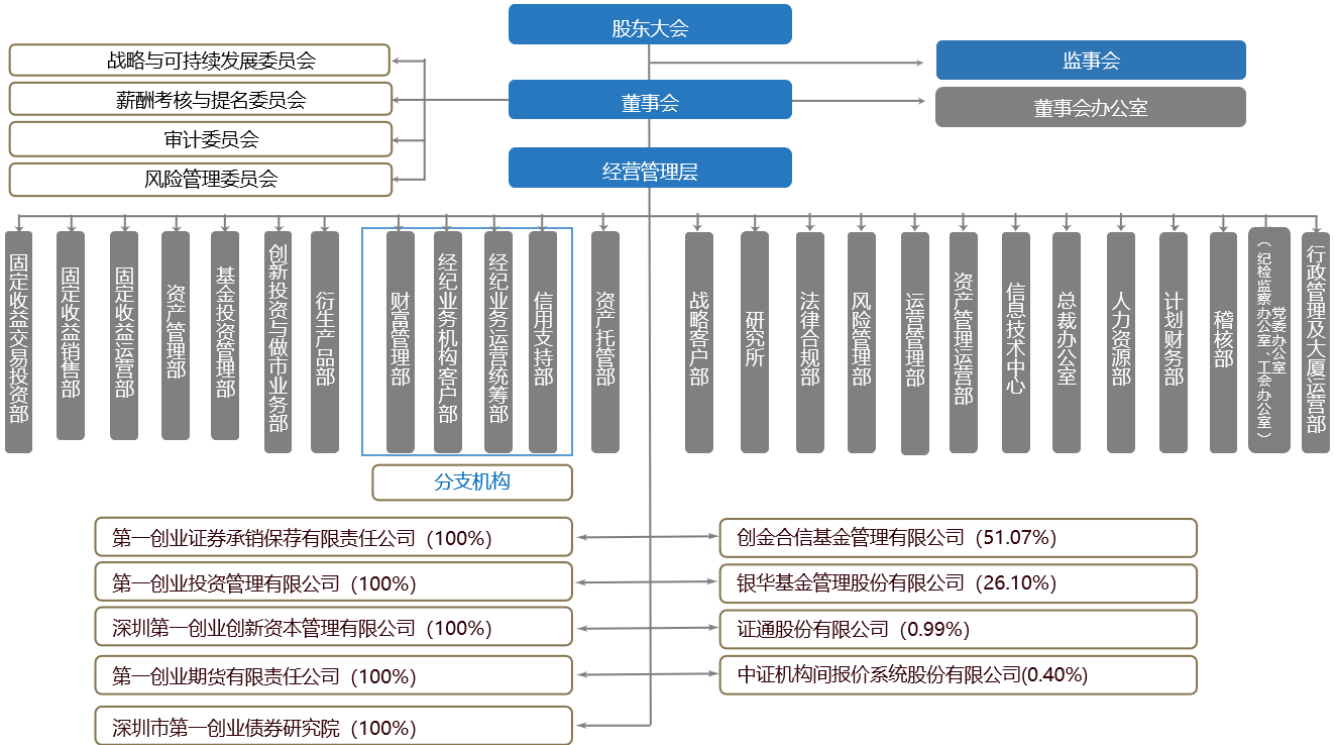 股东大会
监事会
董事会
董事会办公室
经营管理层
战略与可持续发展委员会
薪酬考核与提名委员会
审计委员会
风险管理委员会
固定收益交易投资部
固定收益销售部
固定收益运营部
资产管理部
基金投资管理部
创新投资与做市业务部
衍生产品部
财富管理部
经纪业务机构客户部
经纪业务运营统筹部
信用支持部
资产托管部
战略客户部
研究所
法律合规部
风险管理部
运营管理部
资产管理运营部
信息技术中心
总裁办公室
人力资源部
计划财务部
稽核部
党委办公室
（纪检监察办公室、工会办公室）
行政管理及大厦运营部
分支机构
第一创业证券承销保荐有限责任公司（100%）
第一创业投资管理有限公司（100%）
深圳第一创业创新资本管理有限公司（100%）
第一创业期货有限责任公司（100%）
深圳市第一创业债券研究院（100%）
创金合信基金管理有限公司（51.07%）
银华基金管理股份有限公司（26.10%）
证通股份有限公司（0.99%）
中证机构间报价系统股份有限公司(0.40%)